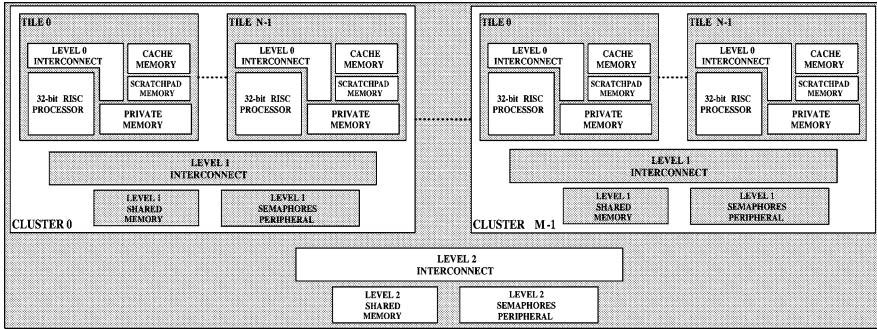 TILE 0
LEVEL 0
INTERCONNECT
CACHE
MEMORY
SCRATCHPAD
MEMORY
32-bit RISC
PROCESSOR
PRIVATE
MEMORY
TILE N-1
LEVEL 0
INTERCONNECT
CACHE
MEMORY
SCRATCHPAD
MEMORY
32-bit RISC
PROCESSOR
PRIVATE
MEMORY
LEVEL 1
INTERCONNECT
LEVEL 1
SHARED
MEMORY
LEVEL 1
SEMAPHORES
PERIPHERAL
CLUSTER 0
TILE 0
LEVEL 0
INTERCONNECT
CACHE
MEMORY
SCRATCHPAD
MEMORY
32-bit RISC
PROCESSOR
PRIVATE
MEMORY
TILE N-1
LEVEL 0
INTERCONNECT
CACHE
MEMORY
SCRATCHPAD
MEMORY
32-bit RISC
PROCESSOR
PRIVATE
MEMORY
LEVEL 1
INTERCONNECT
LEVEL 1
SHARED
MEMORY
LEVEL 1
SEMAPHORES
PERIPHERAL
CLUSTER M-1
LEVEL 2
INTERCONNECT
LEVEL 2
SHARED
MEMORY
LEVEL 2
SEMAPHORES
PERIPHERAL